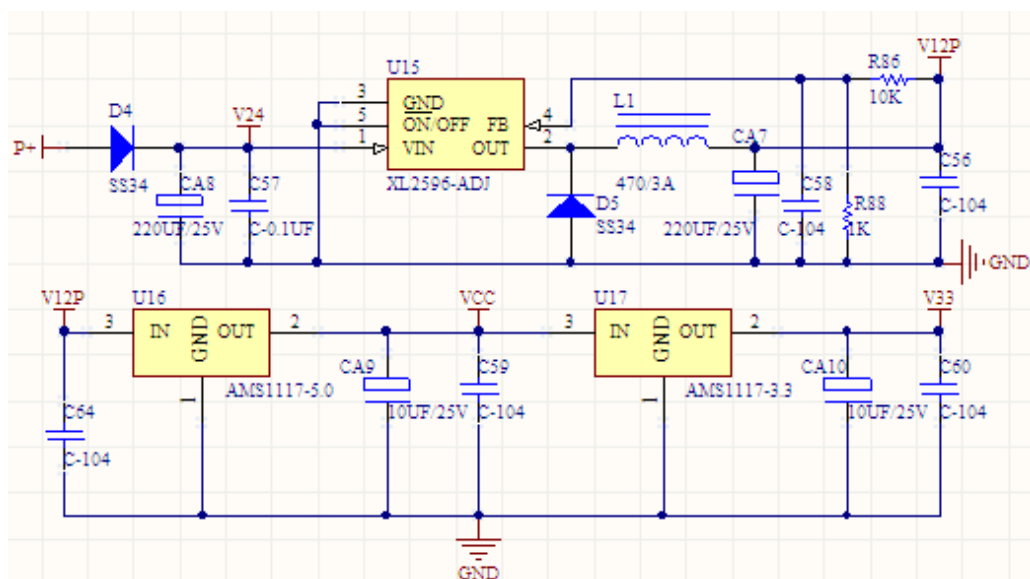 V12P
U15
R86
10K
3
GND
5
ON/OFF
FB
4
1
VIN
OUT
2
XL2596-ADJ
D4
P+
SS34
V24
CA8
220UF/25V
C57
C-0.1UF
L1
470/3A
D5
SS34
CA7
220UF/25V
C58
C-104
R88
1K
C56
C-104
GND
V12P
U16
3
IN
GND
OUT
2
1
AMS1117-5.0
C64
C-104
CA9
10UF/25V
VCC
C59
C-104
U17
3
IN
GND
OUT
2
1
AMS1117-3.3
CA10
10UF/25V
V33
C60
C-104
GND